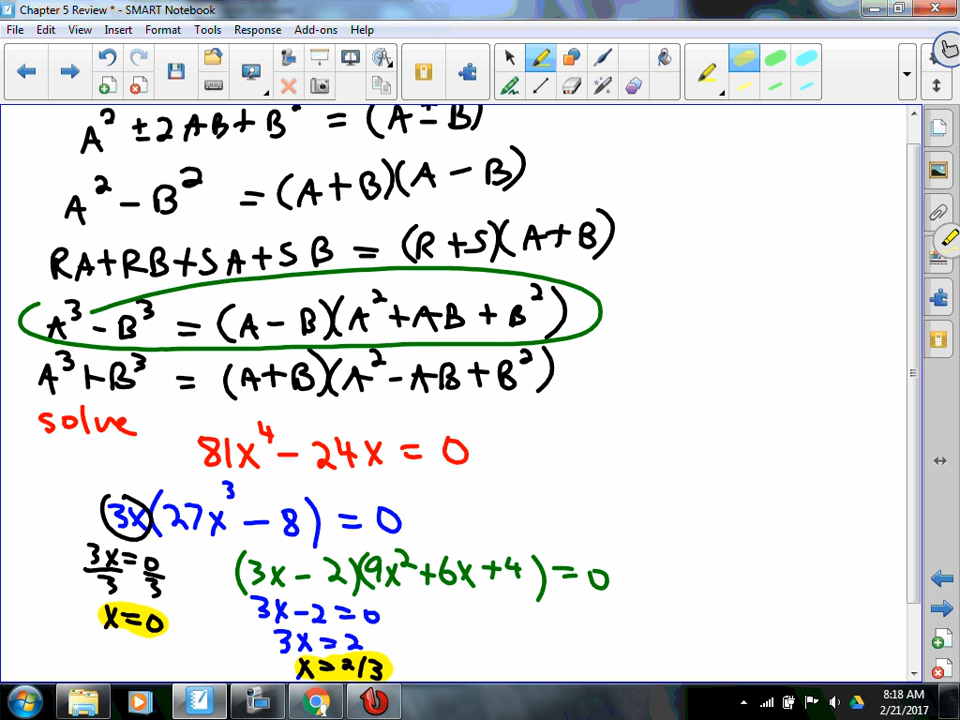 Chapter 5 Review * - SMART Notebook
File Edit View Insert Format Tools Response Add-ons Help
A² ± 2AB + B² = (A ± B)
A² - B² = (A + B)(A - B)
RA + RB + SA + SB = (R + S)(A + B)
A³ - B³ = (A - B)(A² + AB + B²)
A³ + B³ = (A + B)(A² - AB + B²)
solve
81x⁴ - 24x = 0
3x(27x³ - 8) = 0
(3x - 2)(9x² + 6x + 4) = 0
3x/3 = 0/3
x = 0
3x - 2 = 0
3x = 2
x = 2/3
8:18 AM
2/21/2017